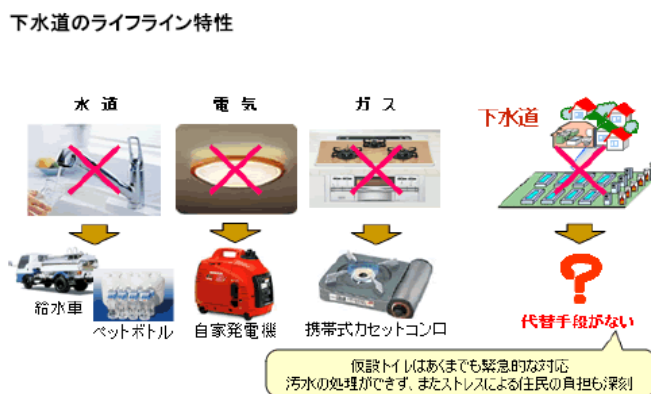 下水道のライフライン特性
水 道
電 気
ガ ス
下水道
給水車
ペットボトル
自家発電機
携帯式カセットコンロ
?
代替手段がない
仮設トイレはあくまでも緊急的な対応
汚水の処理ができず、またストレスによる住民の負担も深刻